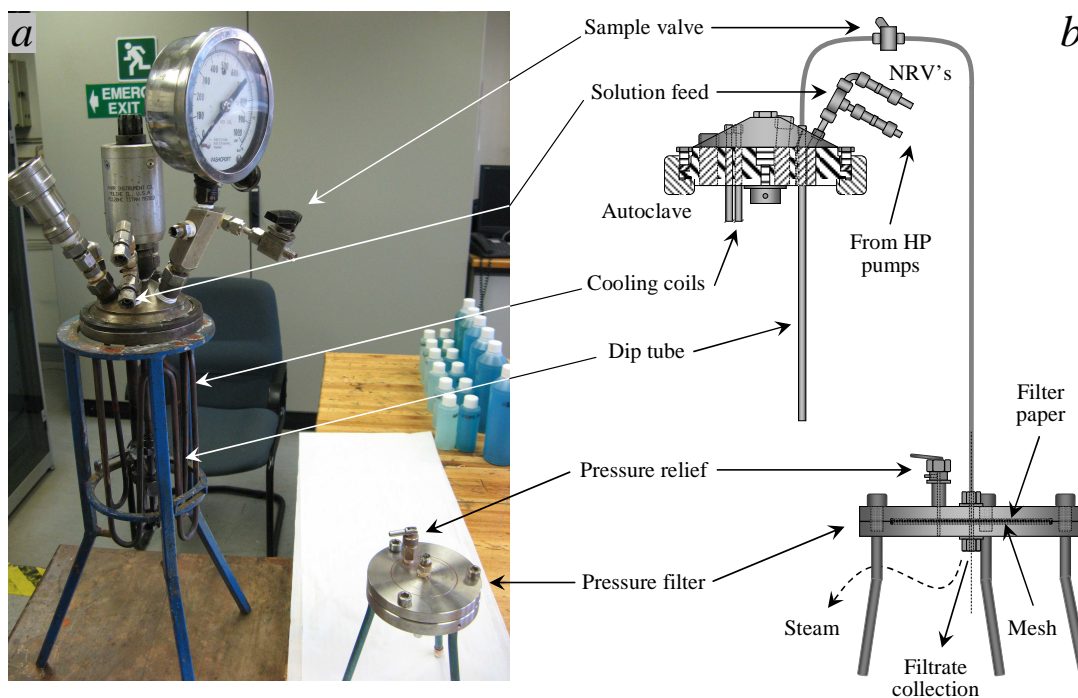 a
b
Sample valve
NRV's
Solution feed
EMERG
EXIT
Autoclave
From HP
pumps
Cooling coils
Dip tube
Filter
paper
Pressure relief
Pressure filter
Steam
Mesh
Filtrate
collection